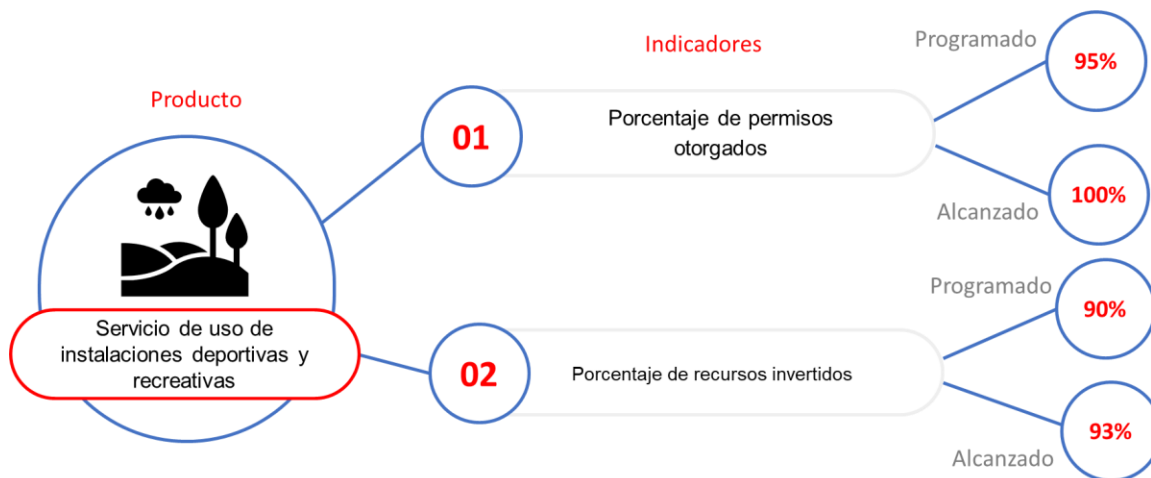 Producto
Servicio de uso de
instalaciones deportivas y
recreativas
Indicadores
01
Porcentaje de permisos
otorgados
Programado
95%
100%
Alcanzado
02
Porcentaje de recursos invertidos
Programado
90%
93%
Alcanzado